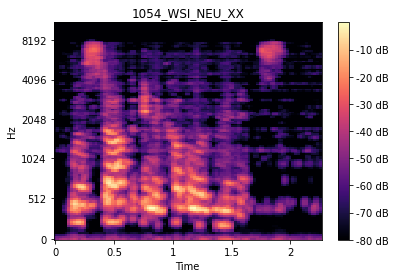 1054_WSI_NEU_XX
8192
4096
2048
1024
512
0
Hz
0
0.5
1
1.5
2
Time
-10 dB
-20 dB
-30 dB
-40 dB
-50 dB
-60 dB
-70 dB
-80 dB